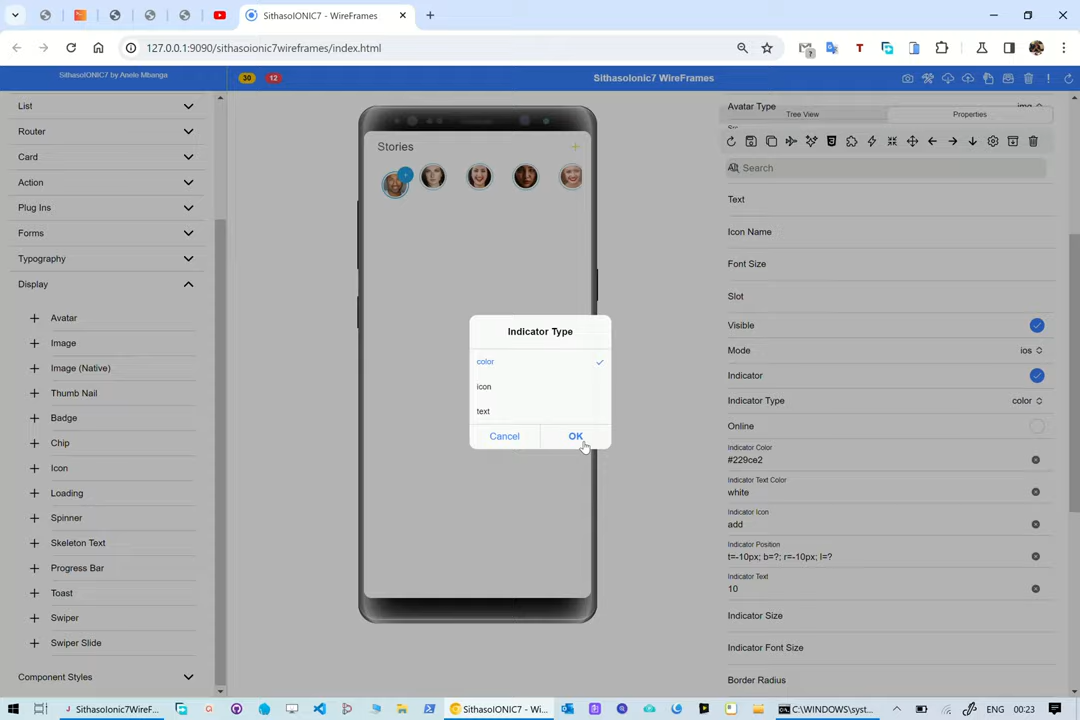 SithasoIONIC7 - WireFrames
127.0.0.1:9090/sithasoionic7wireframes/index.html
SithasoIONIC7 by Anele Mbanga
30
12
SithasoIonic7 WireFrames
List
Router
Card
Action
Plug Ins
Forms
Typography
Display
Avatar
Image
Image (Native)
Thumb Nail
Badge
Chip
Icon
Loading
Spinner
Skeleton Text
Progress Bar
Toast
Swiper
Swiper Slide
Component Styles
Stories
Indicator Type
color
icon
text
Cancel
OK
Avatar Type
img
Tree View
Properties
Search
Text
Icon Name
Font Size
Slot
Visible
Mode
ios
Indicator
Indicator Type
color
Online
Indicator Color
#229ce2
Indicator Text Color
white
Indicator Icon
add
Indicator Position
t=-10px; b=?; r=-10px; l=?
Indicator Text
10
Indicator Size
Indicator Font Size
Border Radius
SithasoIonic7WireF...
SithasoIONIC7 - Wi...
C:\WINDOWS\syst...
ENG
00:23